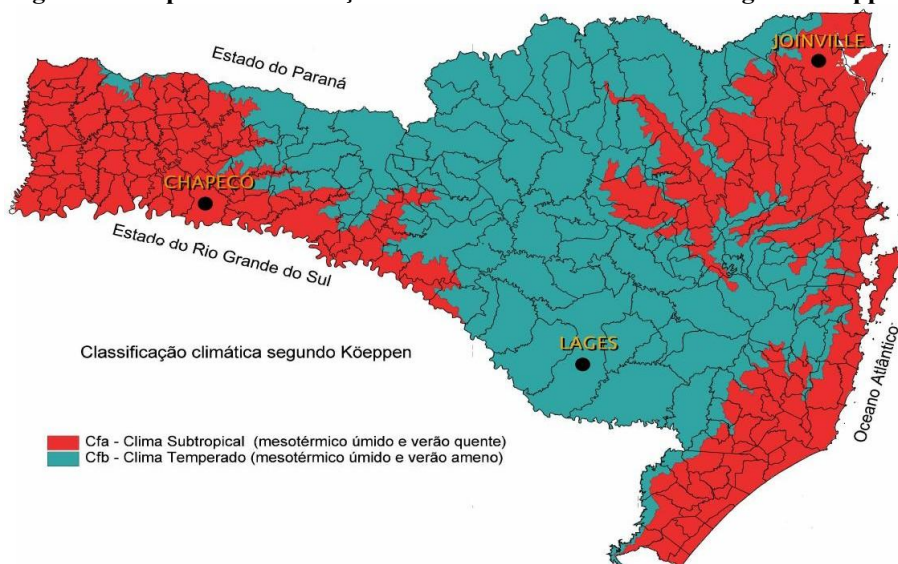 JOINVILLE
Estado do Paraná
CHAPECÓ
Estado do Rio Grande do Sul
LAGES
Oceano Atlântico
Classificação climática segundo Köeppen
Cfa - Clima Subtropical (mesotérmico úmido e verão quente)
Cfb - Clima Temperado (mesotérmico úmido e verão ameno)